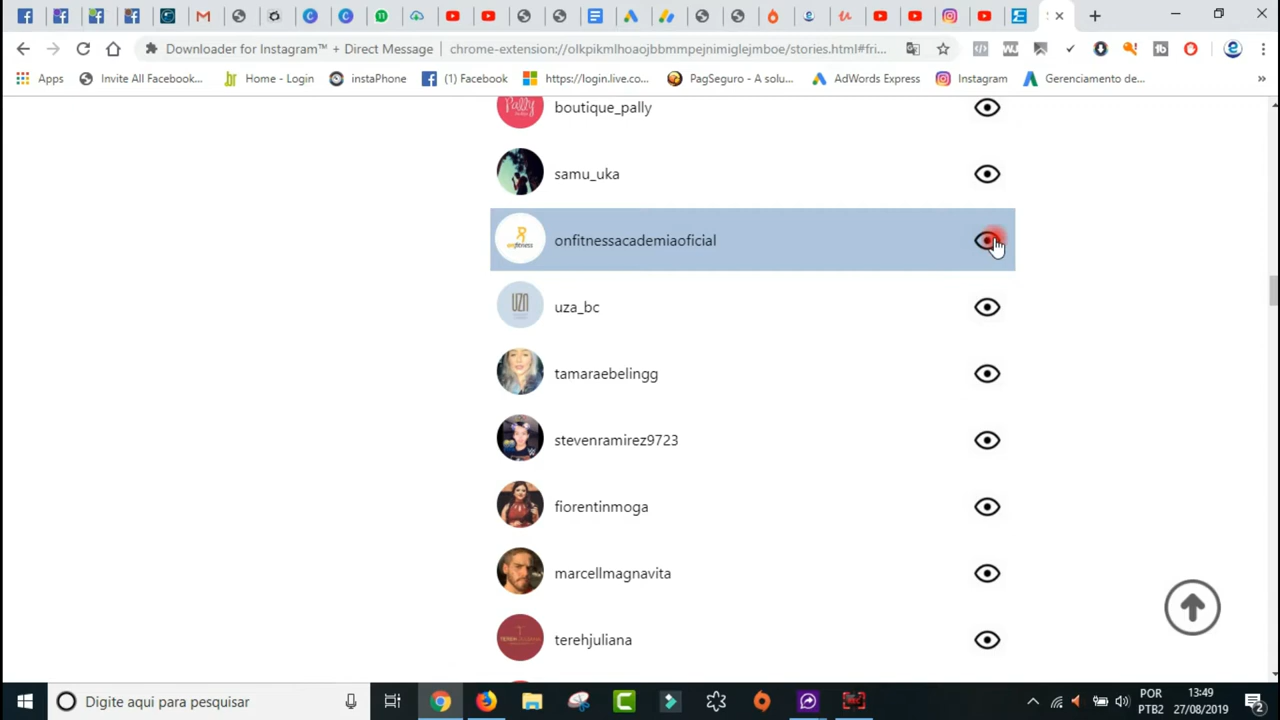 Downloader for Instagram™ + Direct Message
chrome-extension://olkpikmlhoaojbbmmpejnimiglejmboe/stories.html#fri...
Apps
Invite All Facebook...
Home - Login
instaPhone
(1) Facebook
https://login.live.co...
PagSeguro - A solu...
AdWords Express
Instagram
Gerenciamento de...
»
boutique_pally
samu_uka
onfitnessacademiaoficial
uza_bc
tamaraebelingg
stevenramirez9723
fiorentinmoga
marcellmagnavita
terehjuliana
Digite aqui para pesquisar
POR
PTB2
13:49
27/08/2019
2